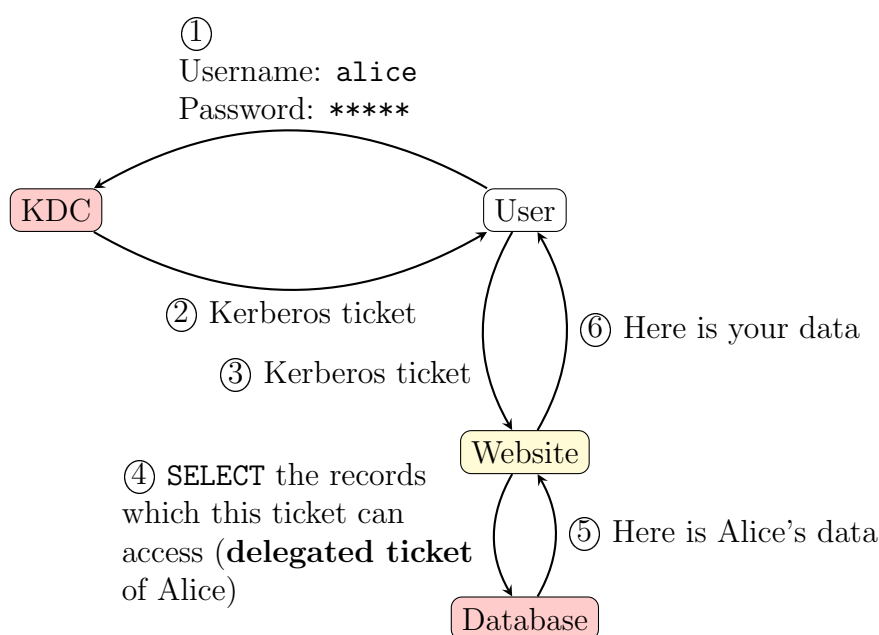 ①
Username: alice
Password: *****
KDC
User
② Kerberos ticket
⑥ Here is your data
③ Kerberos ticket
Website
④ SELECT the records
which this ticket can
access (delegated ticket
of Alice)
⑤ Here is Alice's data
Database